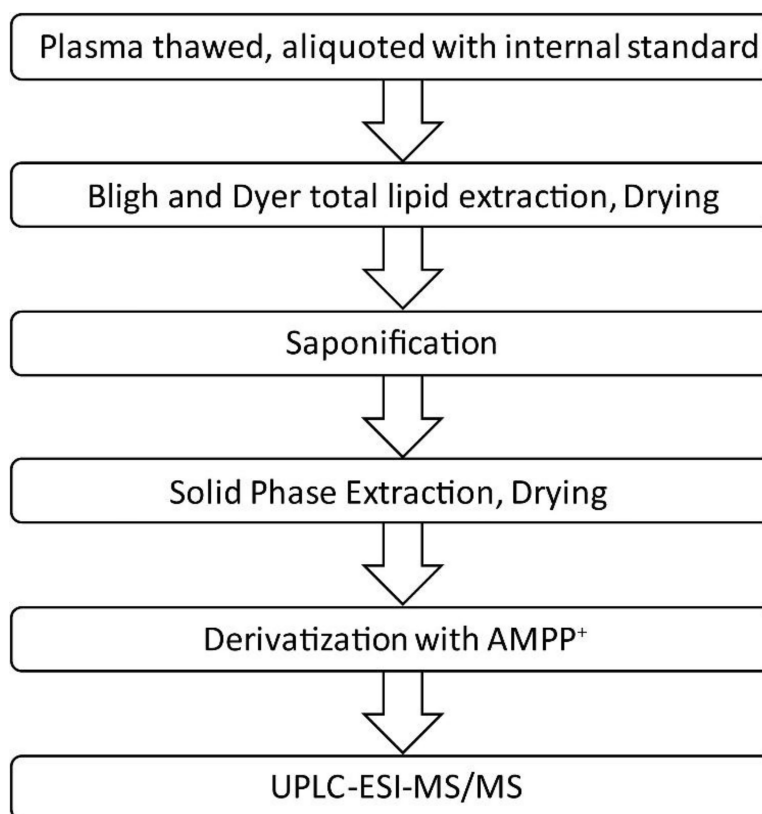 Plasma thawed, aliquoted with internal standard
Bligh and Dyer total lipid extraction, Drying
Saponification
Solid Phase Extraction, Drying
Derivatization with AMPP⁺
UPLC-ESI-MS/MS